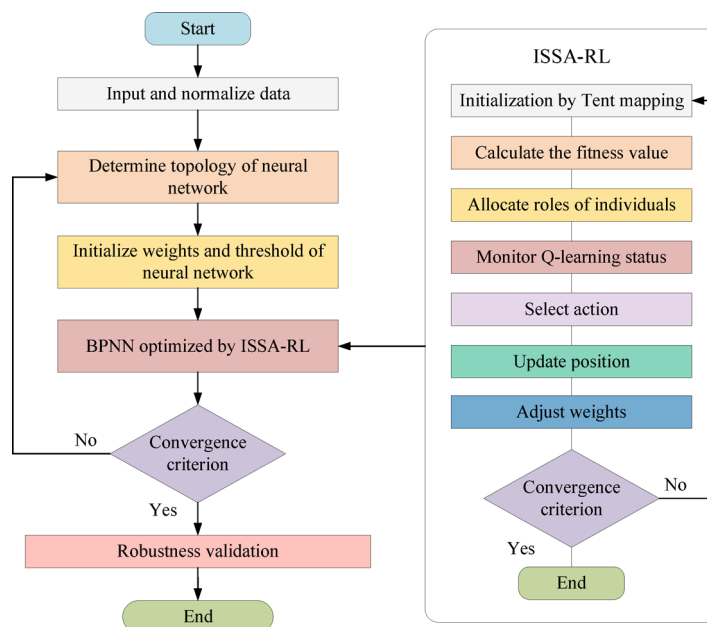 Start
Input and normalize data
Determine topology of neural
network
Initialize weights and threshold of
neural network
BPNN optimized by ISSA-RL
No
Convergence
criterion
Yes
Robustness validation
End
ISSA-RL
Initialization by Tent mapping
Calculate the fitness value
Allocate roles of individuals
Monitor Q-learning status
Select action
Update position
Adjust weights
Convergence
criterion
No
Yes
End